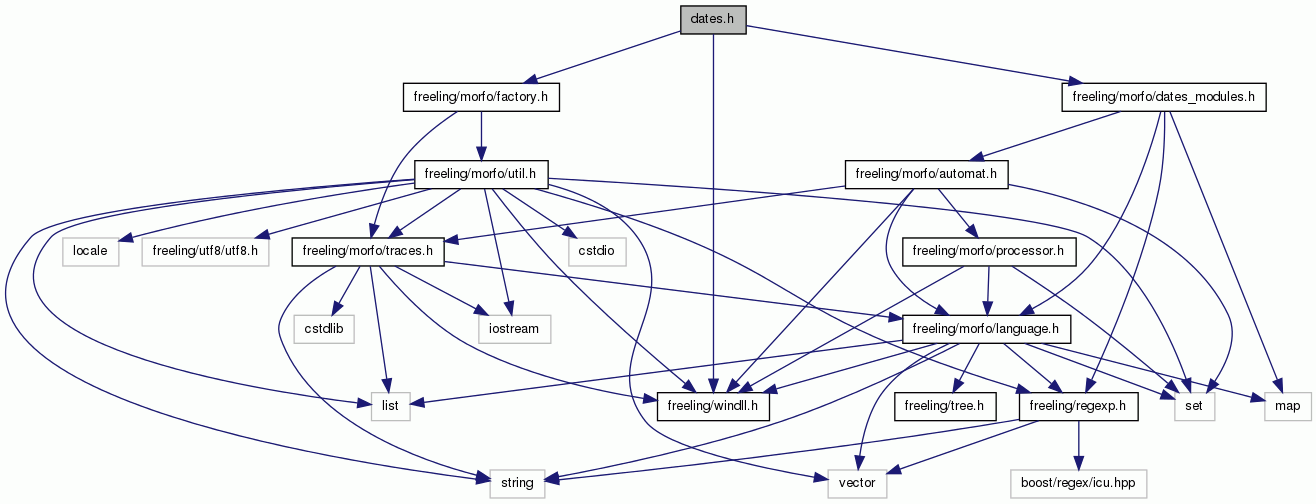 dates.h
freeling/morfo/factory.h
freeling/morfo/dates_modules.h
freeling/morfo/util.h
freeling/morfo/automat.h
locale
freeling/utf8/utf8.h
freeling/morfo/traces.h
cstdio
freeling/morfo/processor.h
cstdlib
iostream
freeling/morfo/language.h
list
freeling/windll.h
freeling/tree.h
freeling/regexp.h
set
map
string
vector
boost/regex/icu.hpp